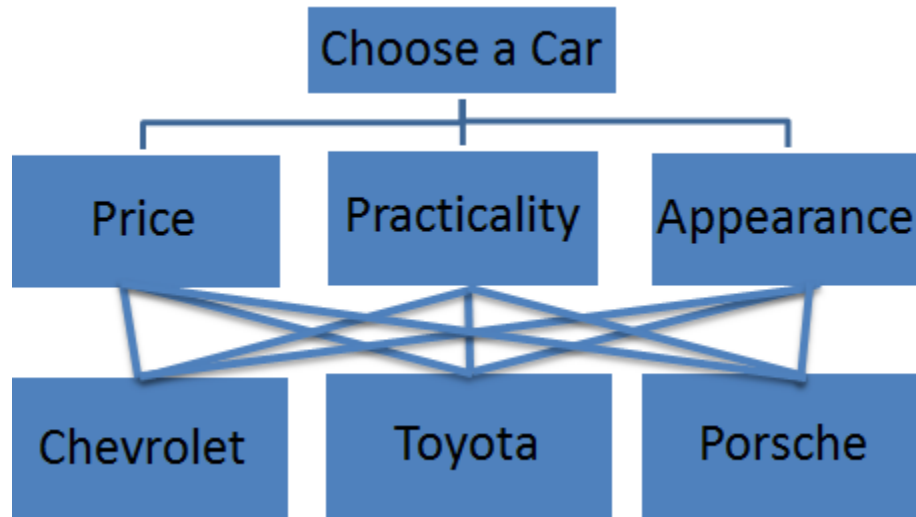 Choose a Car
Price
Practicality
Appearance
Chevrolet
Toyota
Porsche